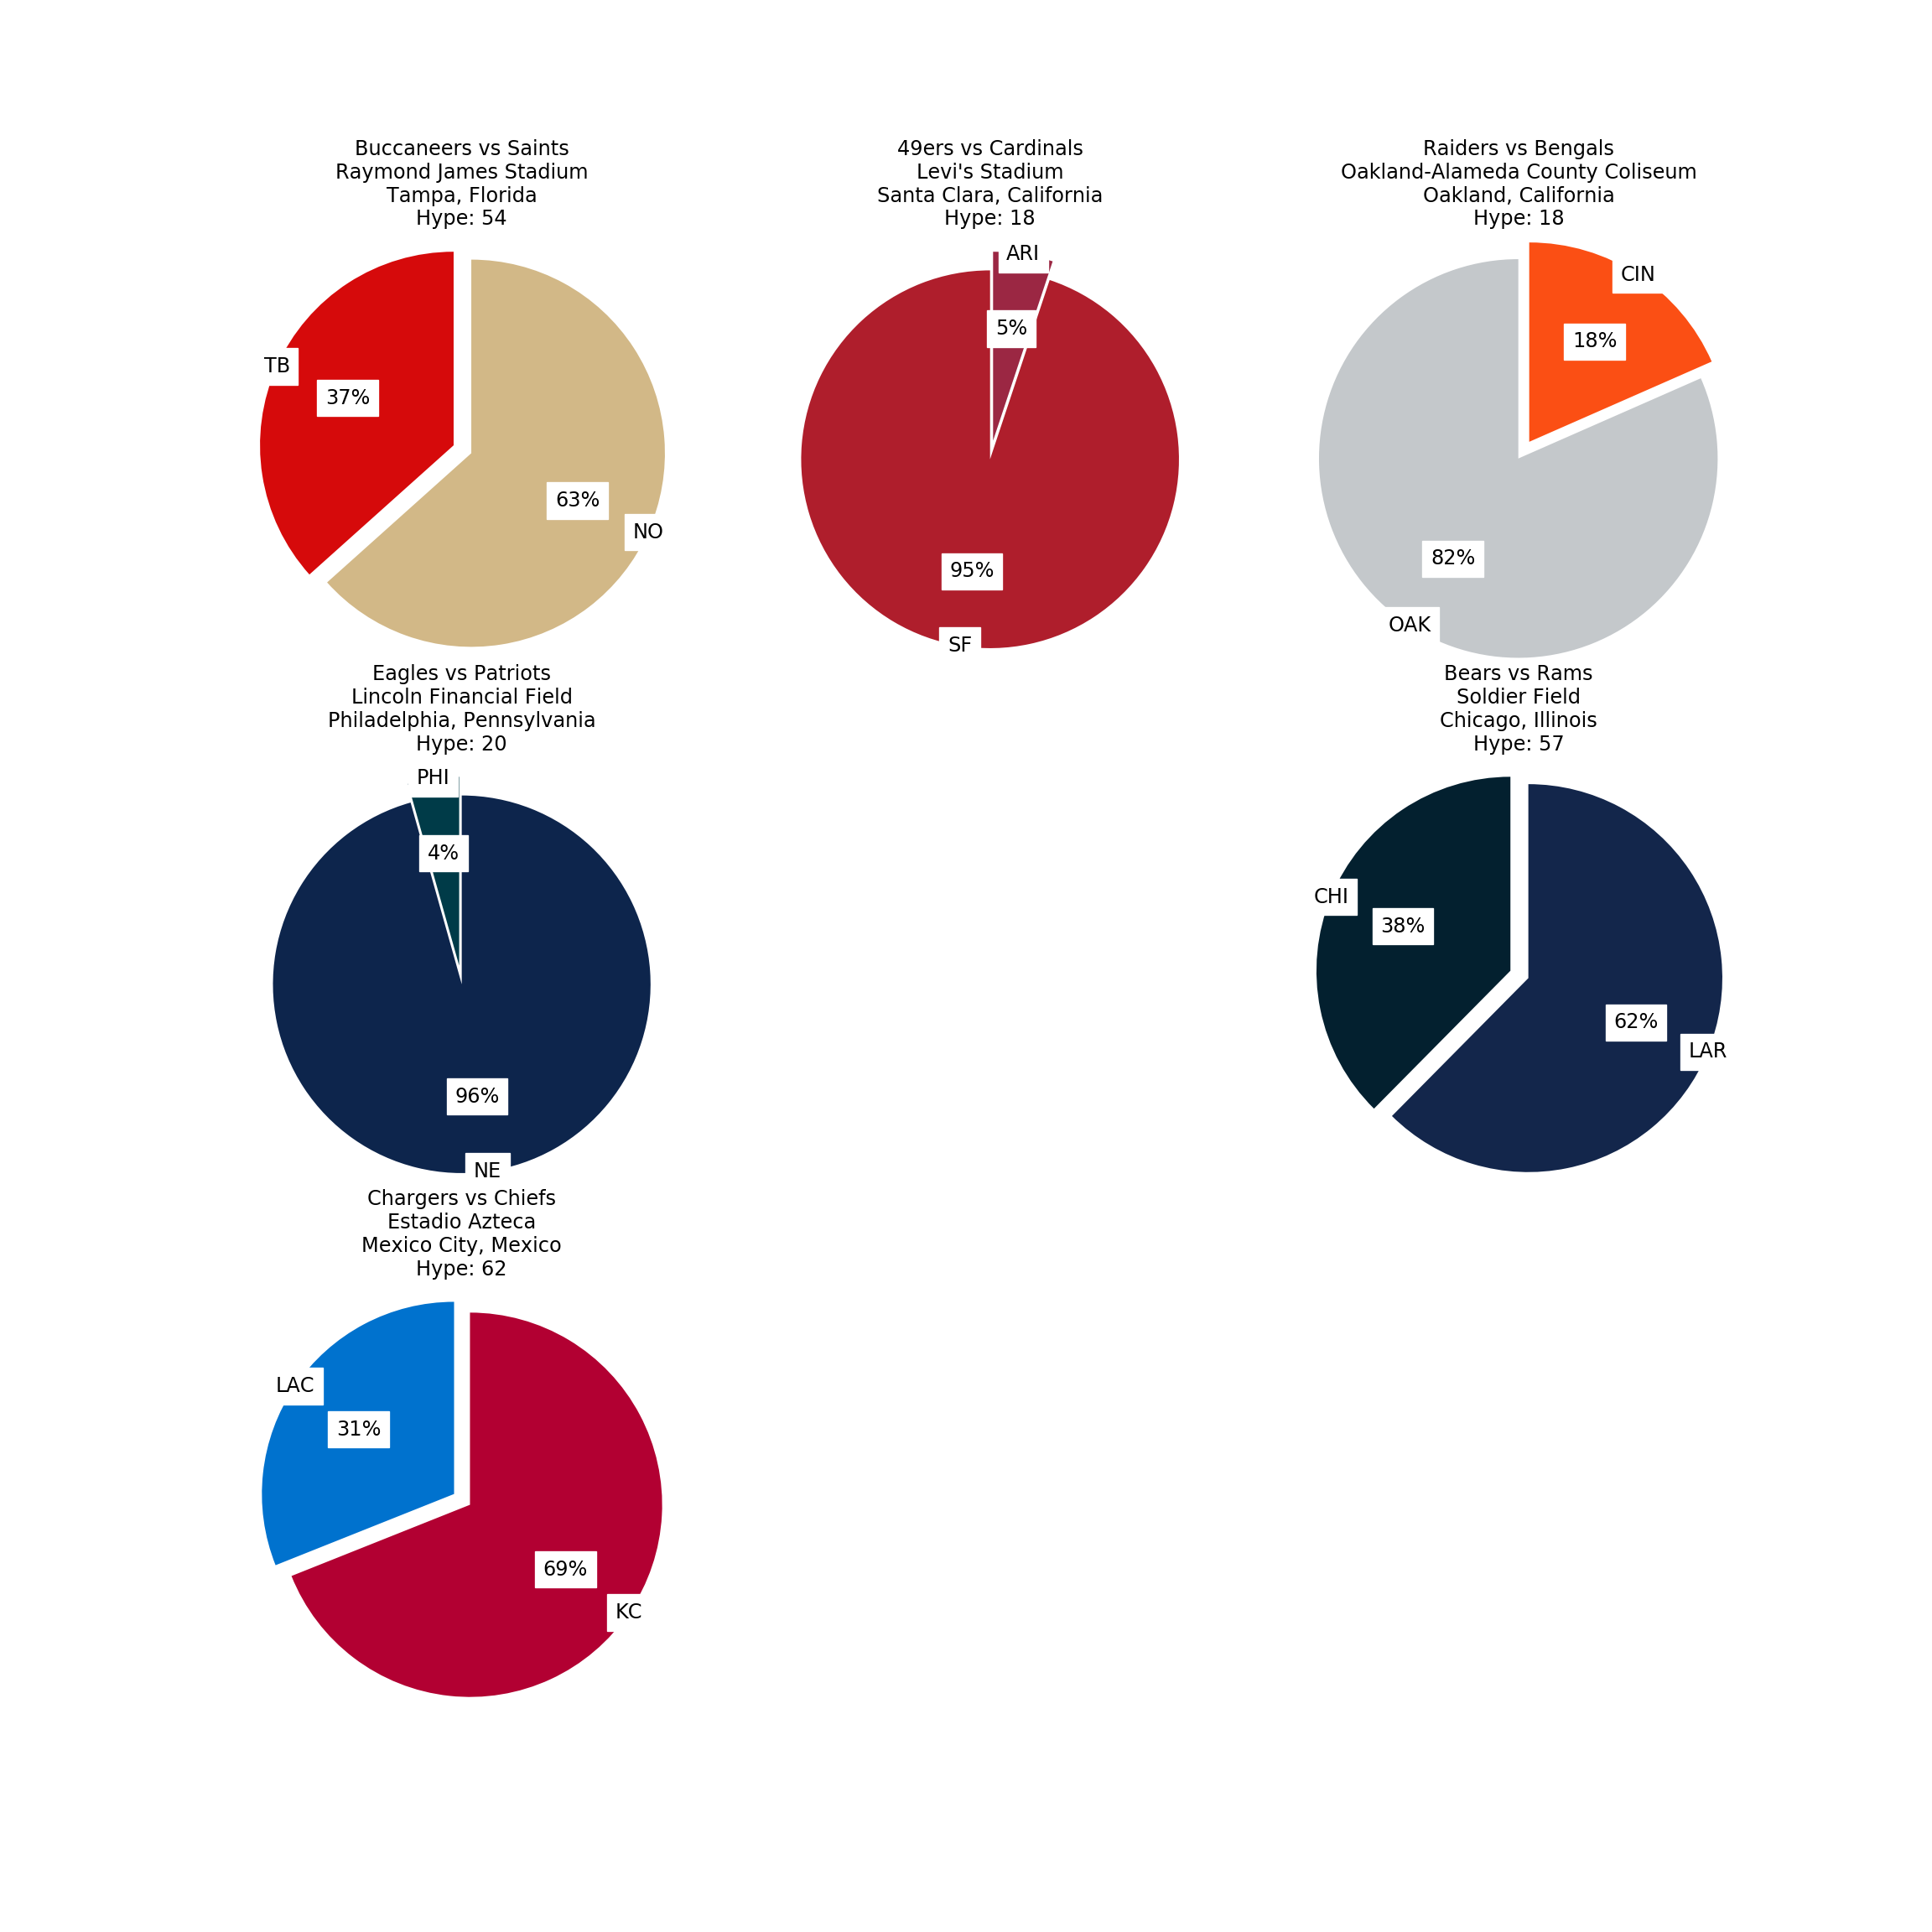 Buccaneers vs Saints
Raymond James Stadium
Tampa, Florida
Hype: 54
TB
37%
63%
NO
49ers vs Cardinals
Levi's Stadium
Santa Clara, California
Hype: 18
ARI
5%
95%
SF
Raiders vs Bengals
Oakland-Alameda County Coliseum
Oakland, California
Hype: 18
CIN
18%
82%
OAK
Eagles vs Patriots
Lincoln Financial Field
Philadelphia, Pennsylvania
Hype: 20
PHI
4%
96%
NE
Bears vs Rams
Soldier Field
Chicago, Illinois
Hype: 57
CHI
38%
62%
LAR
Chargers vs Chiefs
Estadio Azteca
Mexico City, Mexico
Hype: 62
LAC
31%
69%
KC